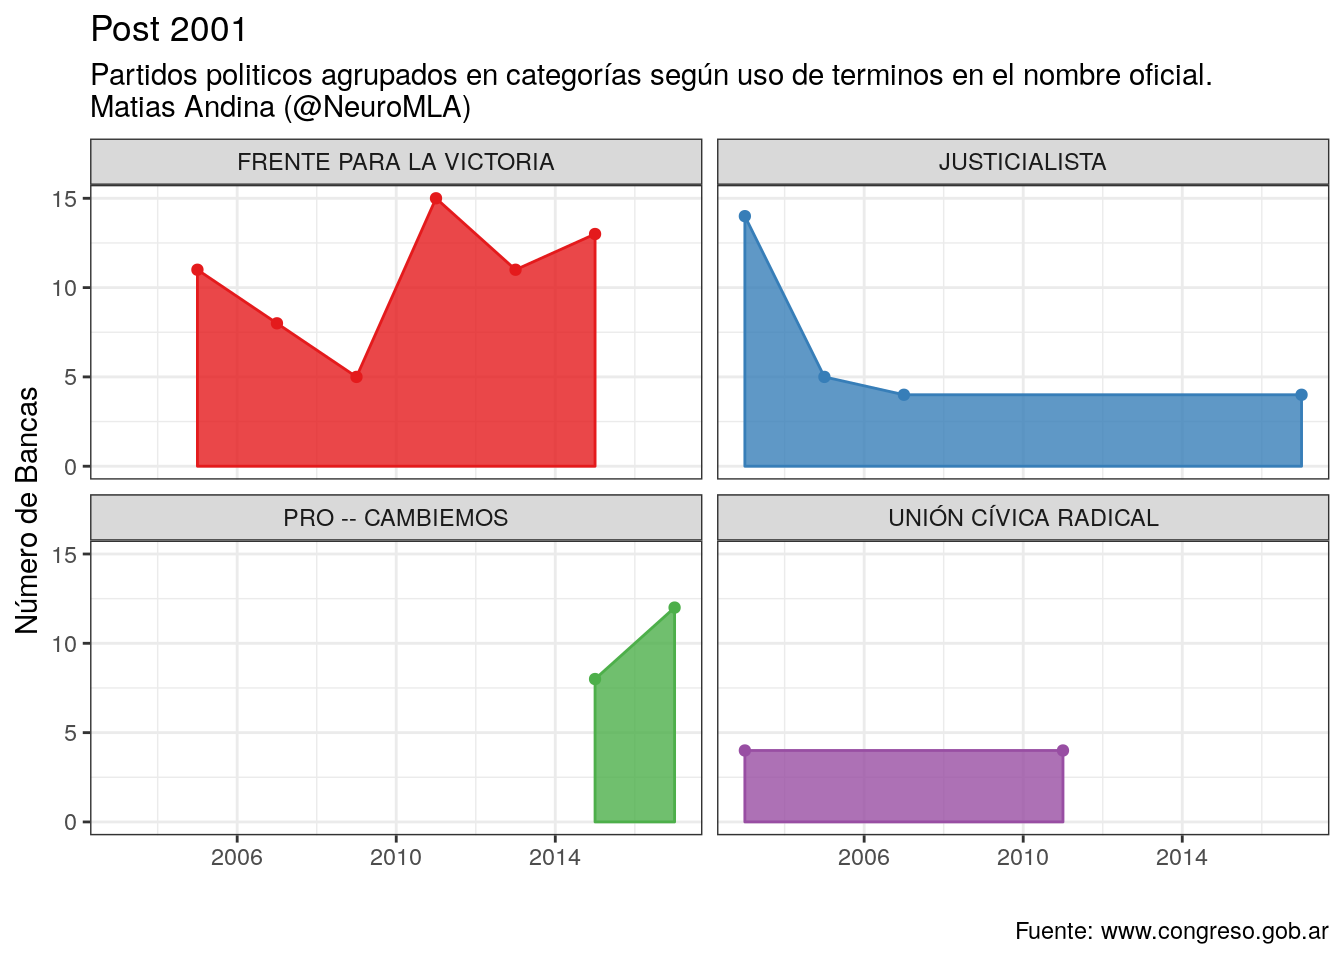 Post 2001
Partidos politicos agrupados en categorías según uso de terminos en el nombre oficial.
Matias Andina (@NeuroMLA)
FRENTE PARA LA VICTORIA
JUSTICIALISTA
15
10
5
0
Número de Bancas
PRO -- CAMBIEMOS
UNIÓN CÍVICA RADICAL
15
10
5
0
2006 2010 2014
2006 2010 2014
Fuente: www.congreso.gob.ar